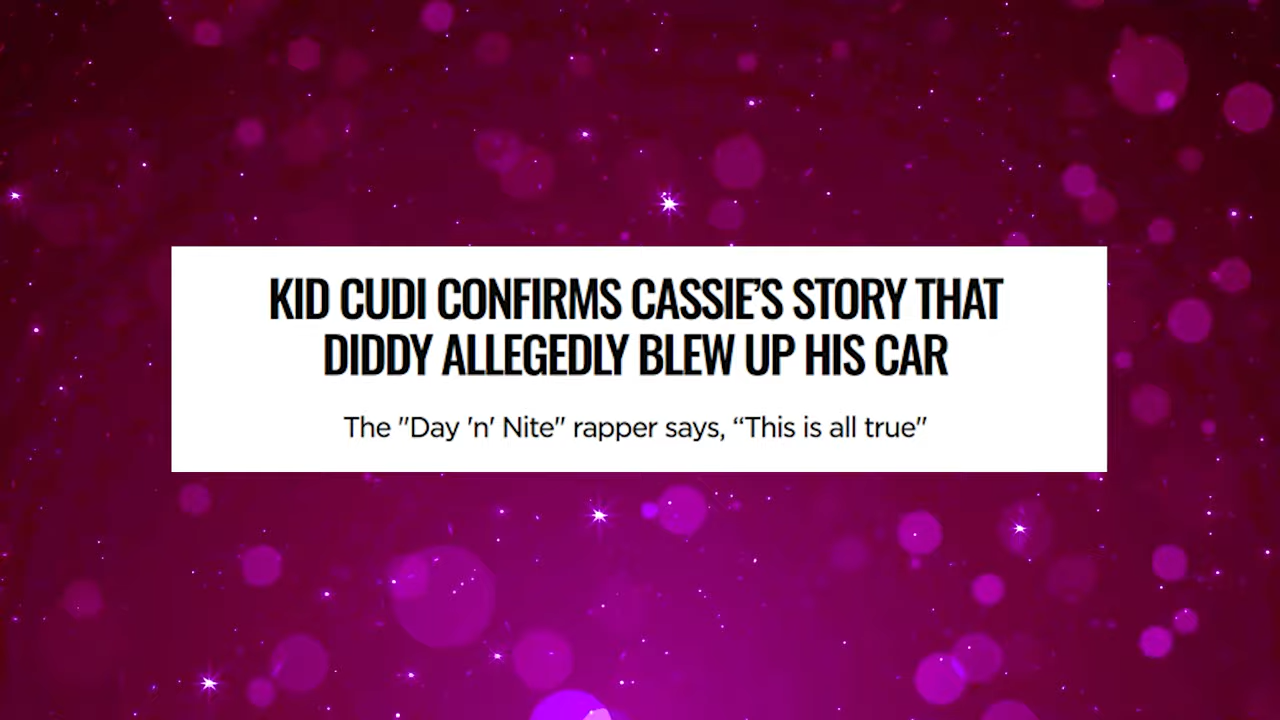 KID CUDI CONFIRMS CASSIE’S STORY THAT
DIDDY ALLEGEDLY BLEW UP HIS CAR
The "Day 'n' Nite" rapper says, “This is all true"